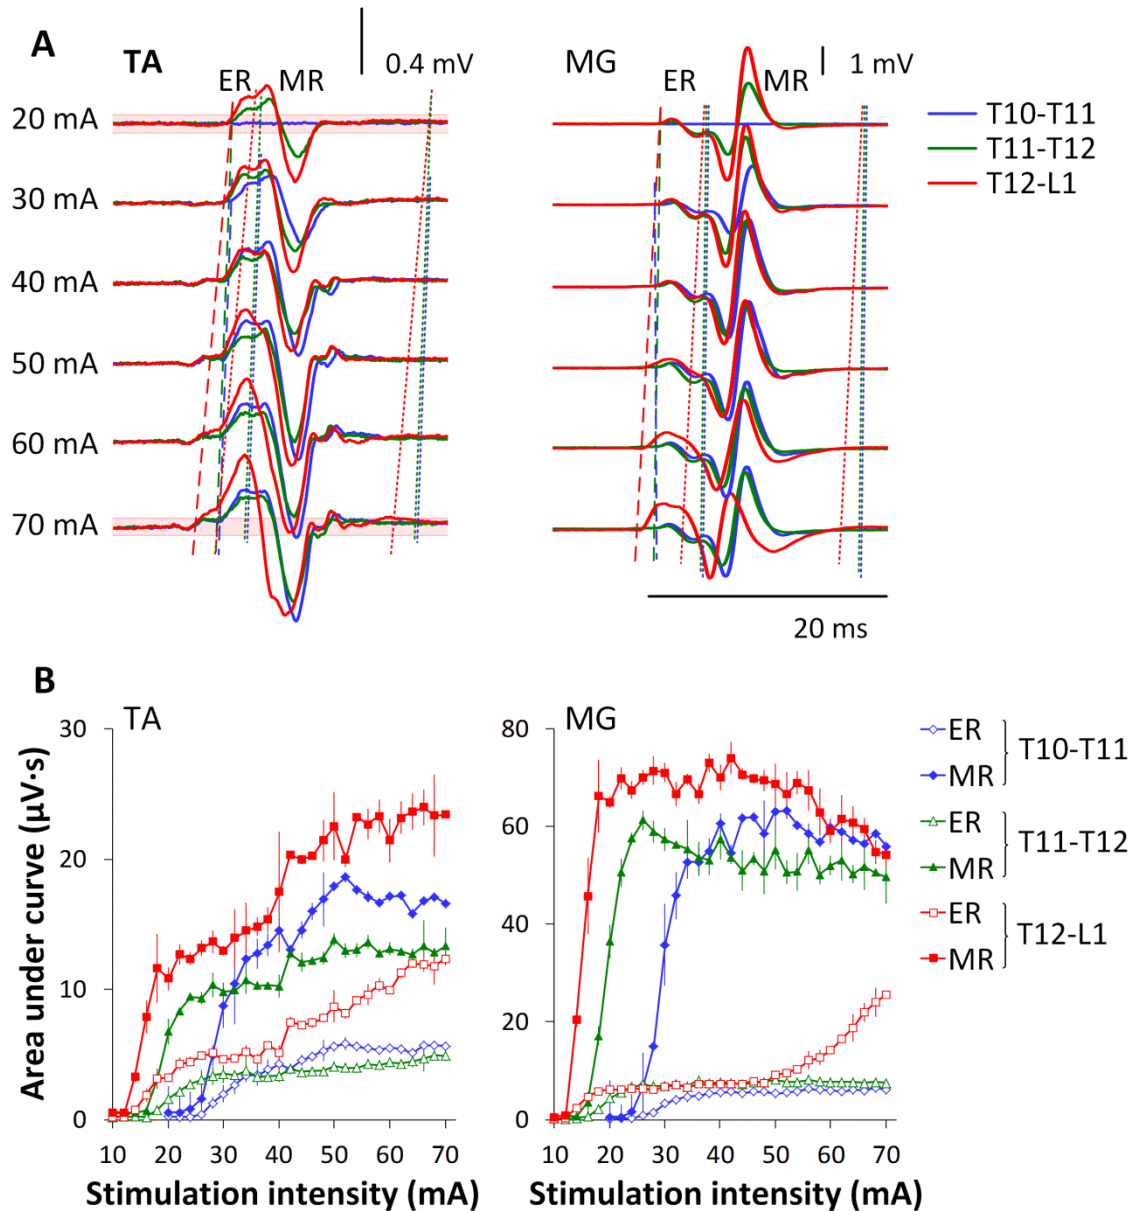 A
TA
0.4 mV
MG
1 mV
ER
MR
ER
MR
20 mA
30 mA
40 mA
50 mA
60 mA
70 mA
T10-T11
T11-T12
T12-L1
20 ms
B
TA
MG
Area under curve (μV·s)
30
20
10
0
10 20 30 40 50 60 70
Stimulation intensity (mA)
80
60
40
20
0
10 20 30 40 50 60 70
Stimulation intensity (mA)
ER
MR
T10-T11
ER
MR
T11-T12
ER
MR
T12-L1